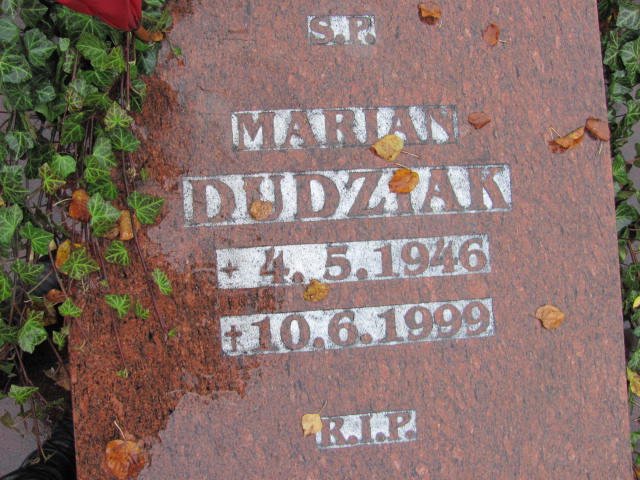 S.P.
MARIAN
DUDZIAK
+ 4.5.1946
✝10.6.1999
R.I.P.